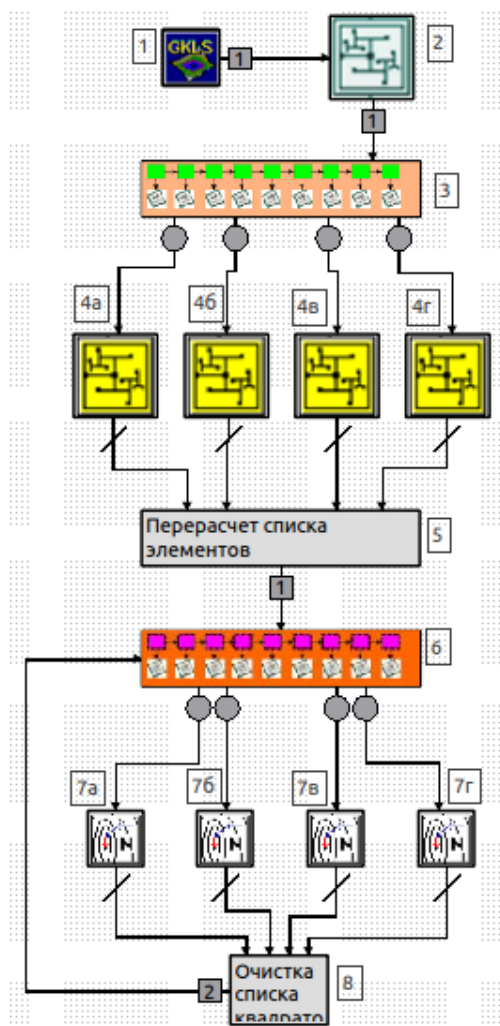 1
GKLS
1
2
1
3
4а
4б
4в
4г
Перерасчет списка
элементов
5
1
6
7а
7б
7в
7г
N
N
N
N
Очистка
списка
квадрато
8
2